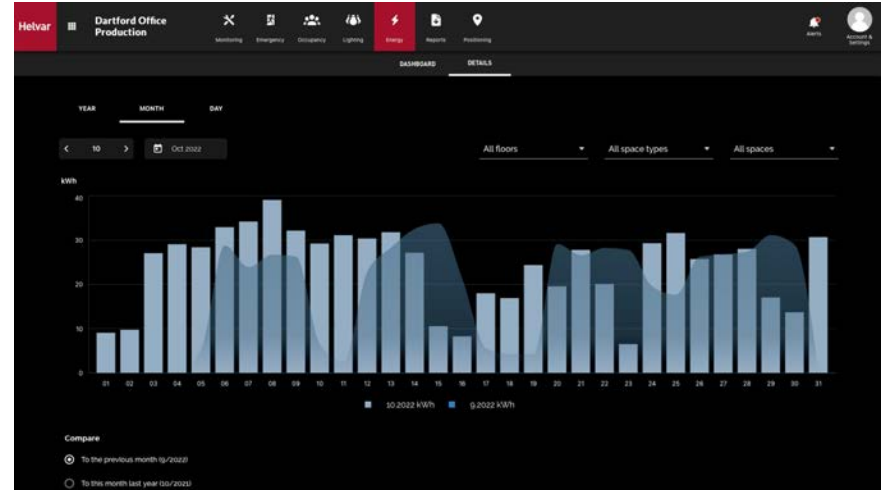 Helvar
Dartford Office
Production
Monitoring
Emergency
Occupancy
Lighting
Energy
Reports
Positioning
Alerts
Account &
Settings
DASHBOARD DETAILS
YEAR MONTH DAY
10 Oct 2022 All floors All space types All spaces
kWh
40
30
20
10
0
01 02 03 04 05 06 07 08 09 10 11 12 13 14 15 16 17 18 19 20 21 22 23 24 25 26 27 28 29 30 31
10.2022 kWh 9.2022 kWh
Compare
To the previous month (9/2022)
To this month last year (10/2021)